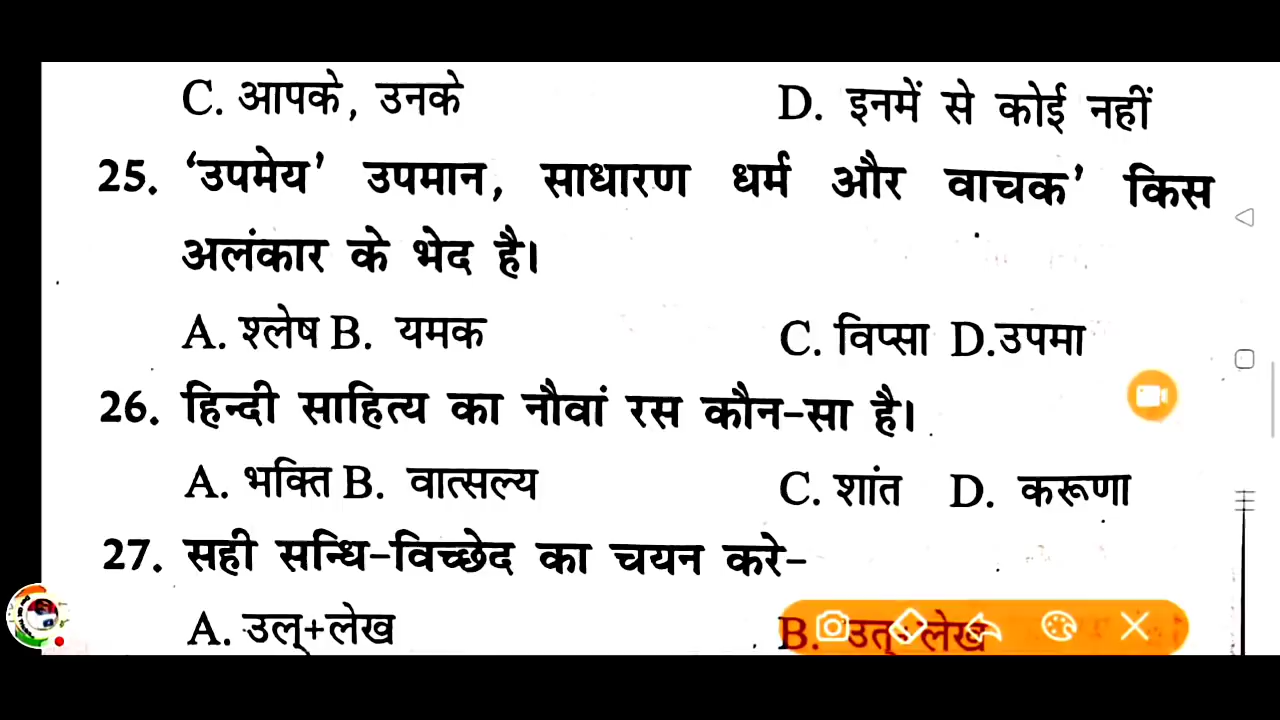 C. आपके, उनके D. इनमें से कोई नहीं
25. ‘उपमेय’ उपमान, साधारण धर्म और वाचक’ किस
अलंकार के भेद है।
A. श्लेष B. यमक C. विप्सा D.उपमा
26. हिन्दी साहित्य का नौवां रस कौन-सा है।
A. भक्ति B. वात्सल्य C. शांत D. करूणा
27. सही सन्धि-विच्छेद का चयन करे-
A. उल्+लेख B. उत्+लेख